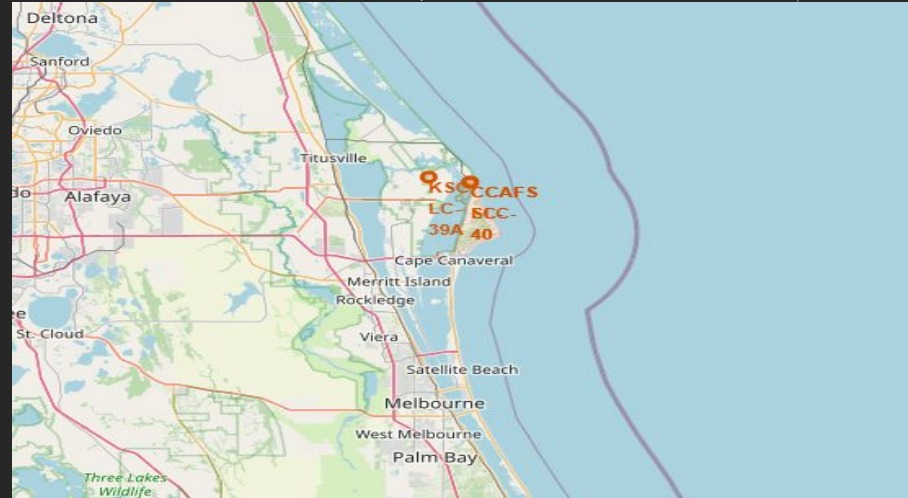 Deltona
Sanford
Oviedo
Titusville
do
Alafaya
KSC
LC-
39A
CCAFS
40
Cape Canaveral
Merritt Island
Rockledge
ee
St. Cloud
Viera
Satellite Beach
Melbourne
West Melbourne
Palm Bay
Three Lakes
Wildlife